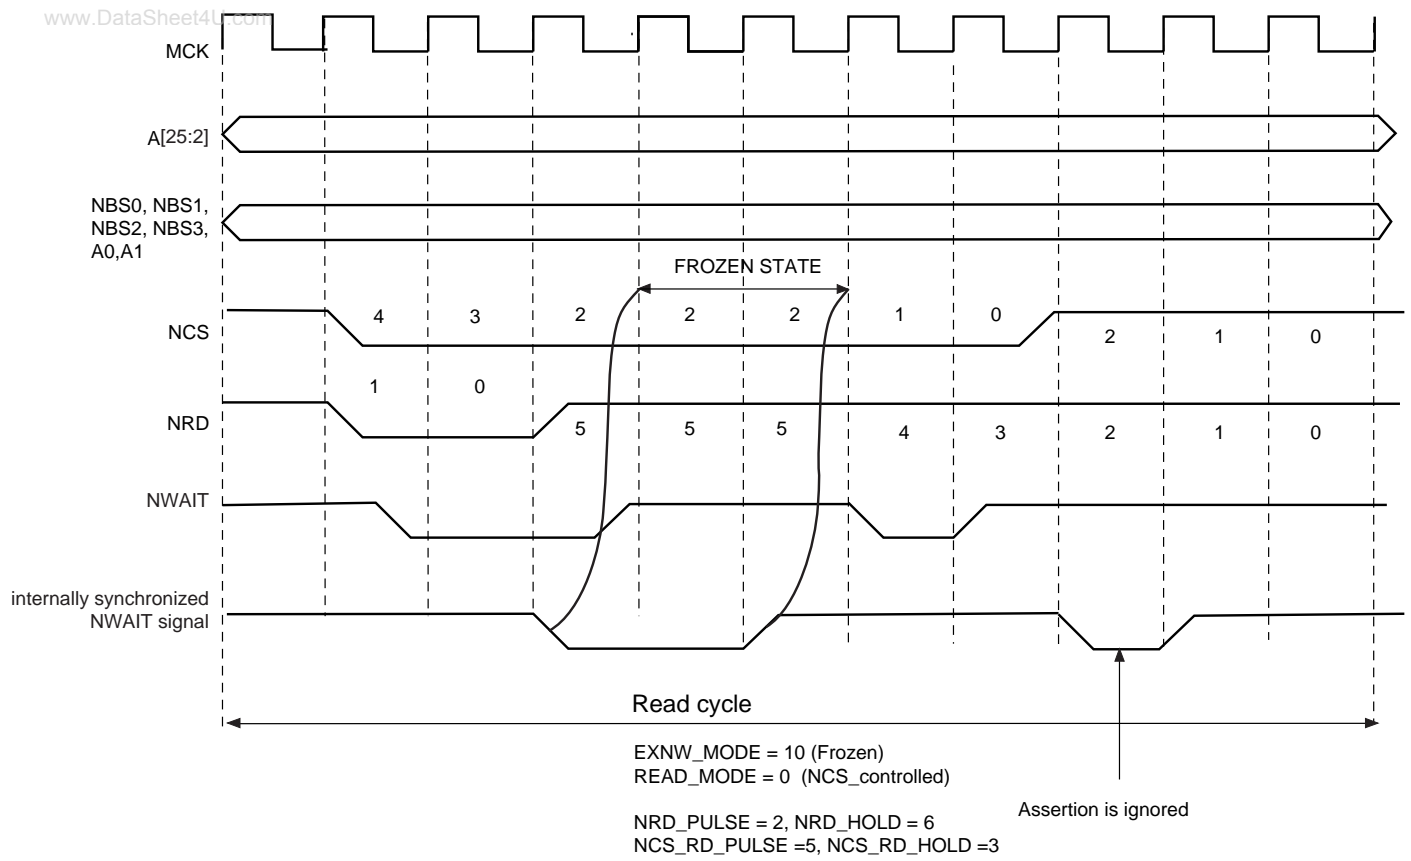 www.DataSheet4U.com
MCK
A[25:2]
NBS0, NBS1,
NBS2, NBS3,
A0,A1
FROZEN STATE
NCS
4 3 2 2 2 1 0
2 1 0
1 0
NRD
5 5 5 4 3 2 1 0
NWAIT
internally synchronized
NWAIT signal
Read cycle
EXNW_MODE = 10 (Frozen)
READ_MODE = 0 (NCS_controlled)
Assertion is ignored
NRD_PULSE = 2, NRD_HOLD = 6
NCS_RD_PULSE =5, NCS_RD_HOLD =3